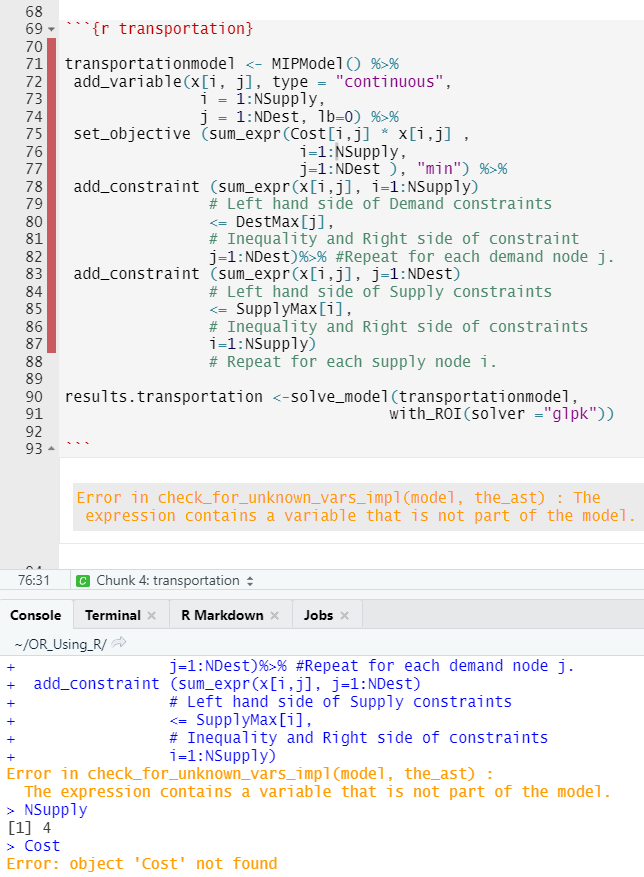 68
69 ```{r transportation}
70
71 transportationmodel <- MIPModel() %>%
72 add_variable(x[i, j], type = "continuous",
73 i = 1:NSupply,
74 j = 1:NDest, lb=0) %>%
75 set_objective (sum_expr(Cost[i,j] * x[i,j] ,
76 i=1:NSupply,
77 j=1:NDest ), "min") %>%
78 add_constraint (sum_expr(x[i,j], i=1:NSupply)
79 # Left hand side of Demand constraints
80 <= DestMax[j],
81 # Inequality and Right side of constraint
82 j=1:NDest)%>% #Repeat for each demand node j.
83 add_constraint (sum_expr(x[i,j], j=1:NDest)
84 # Left hand side of Supply constraints
85 <= SupplyMax[i],
86 # Inequality and Right side of constraints
87 i=1:NSupply)
88 # Repeat for each supply node i.
89
90 results.transportation <-solve_model(transportationmodel,
91 with_ROI(solver ="glpk"))
92
93 ```
Error in check_for_unknown_vars_impl(model, the_ast) : The
expression contains a variable that is not part of the model.
76:31 C Chunk 4: transportation
Console Terminal R Markdown Jobs
~/OR_Using_R/
+ j=1:NDest)%>% #Repeat for each demand node j.
+ add_constraint (sum_expr(x[i,j], j=1:NDest)
+ # Left hand side of Supply constraints
+ <= SupplyMax[i],
+ # Inequality and Right side of constraints
+ i=1:NSupply)
Error in check_for_unknown_vars_impl(model, the_ast) :
The expression contains a variable that is not part of the model.
> NSupply
[1] 4
> Cost
Error: object 'Cost' not found